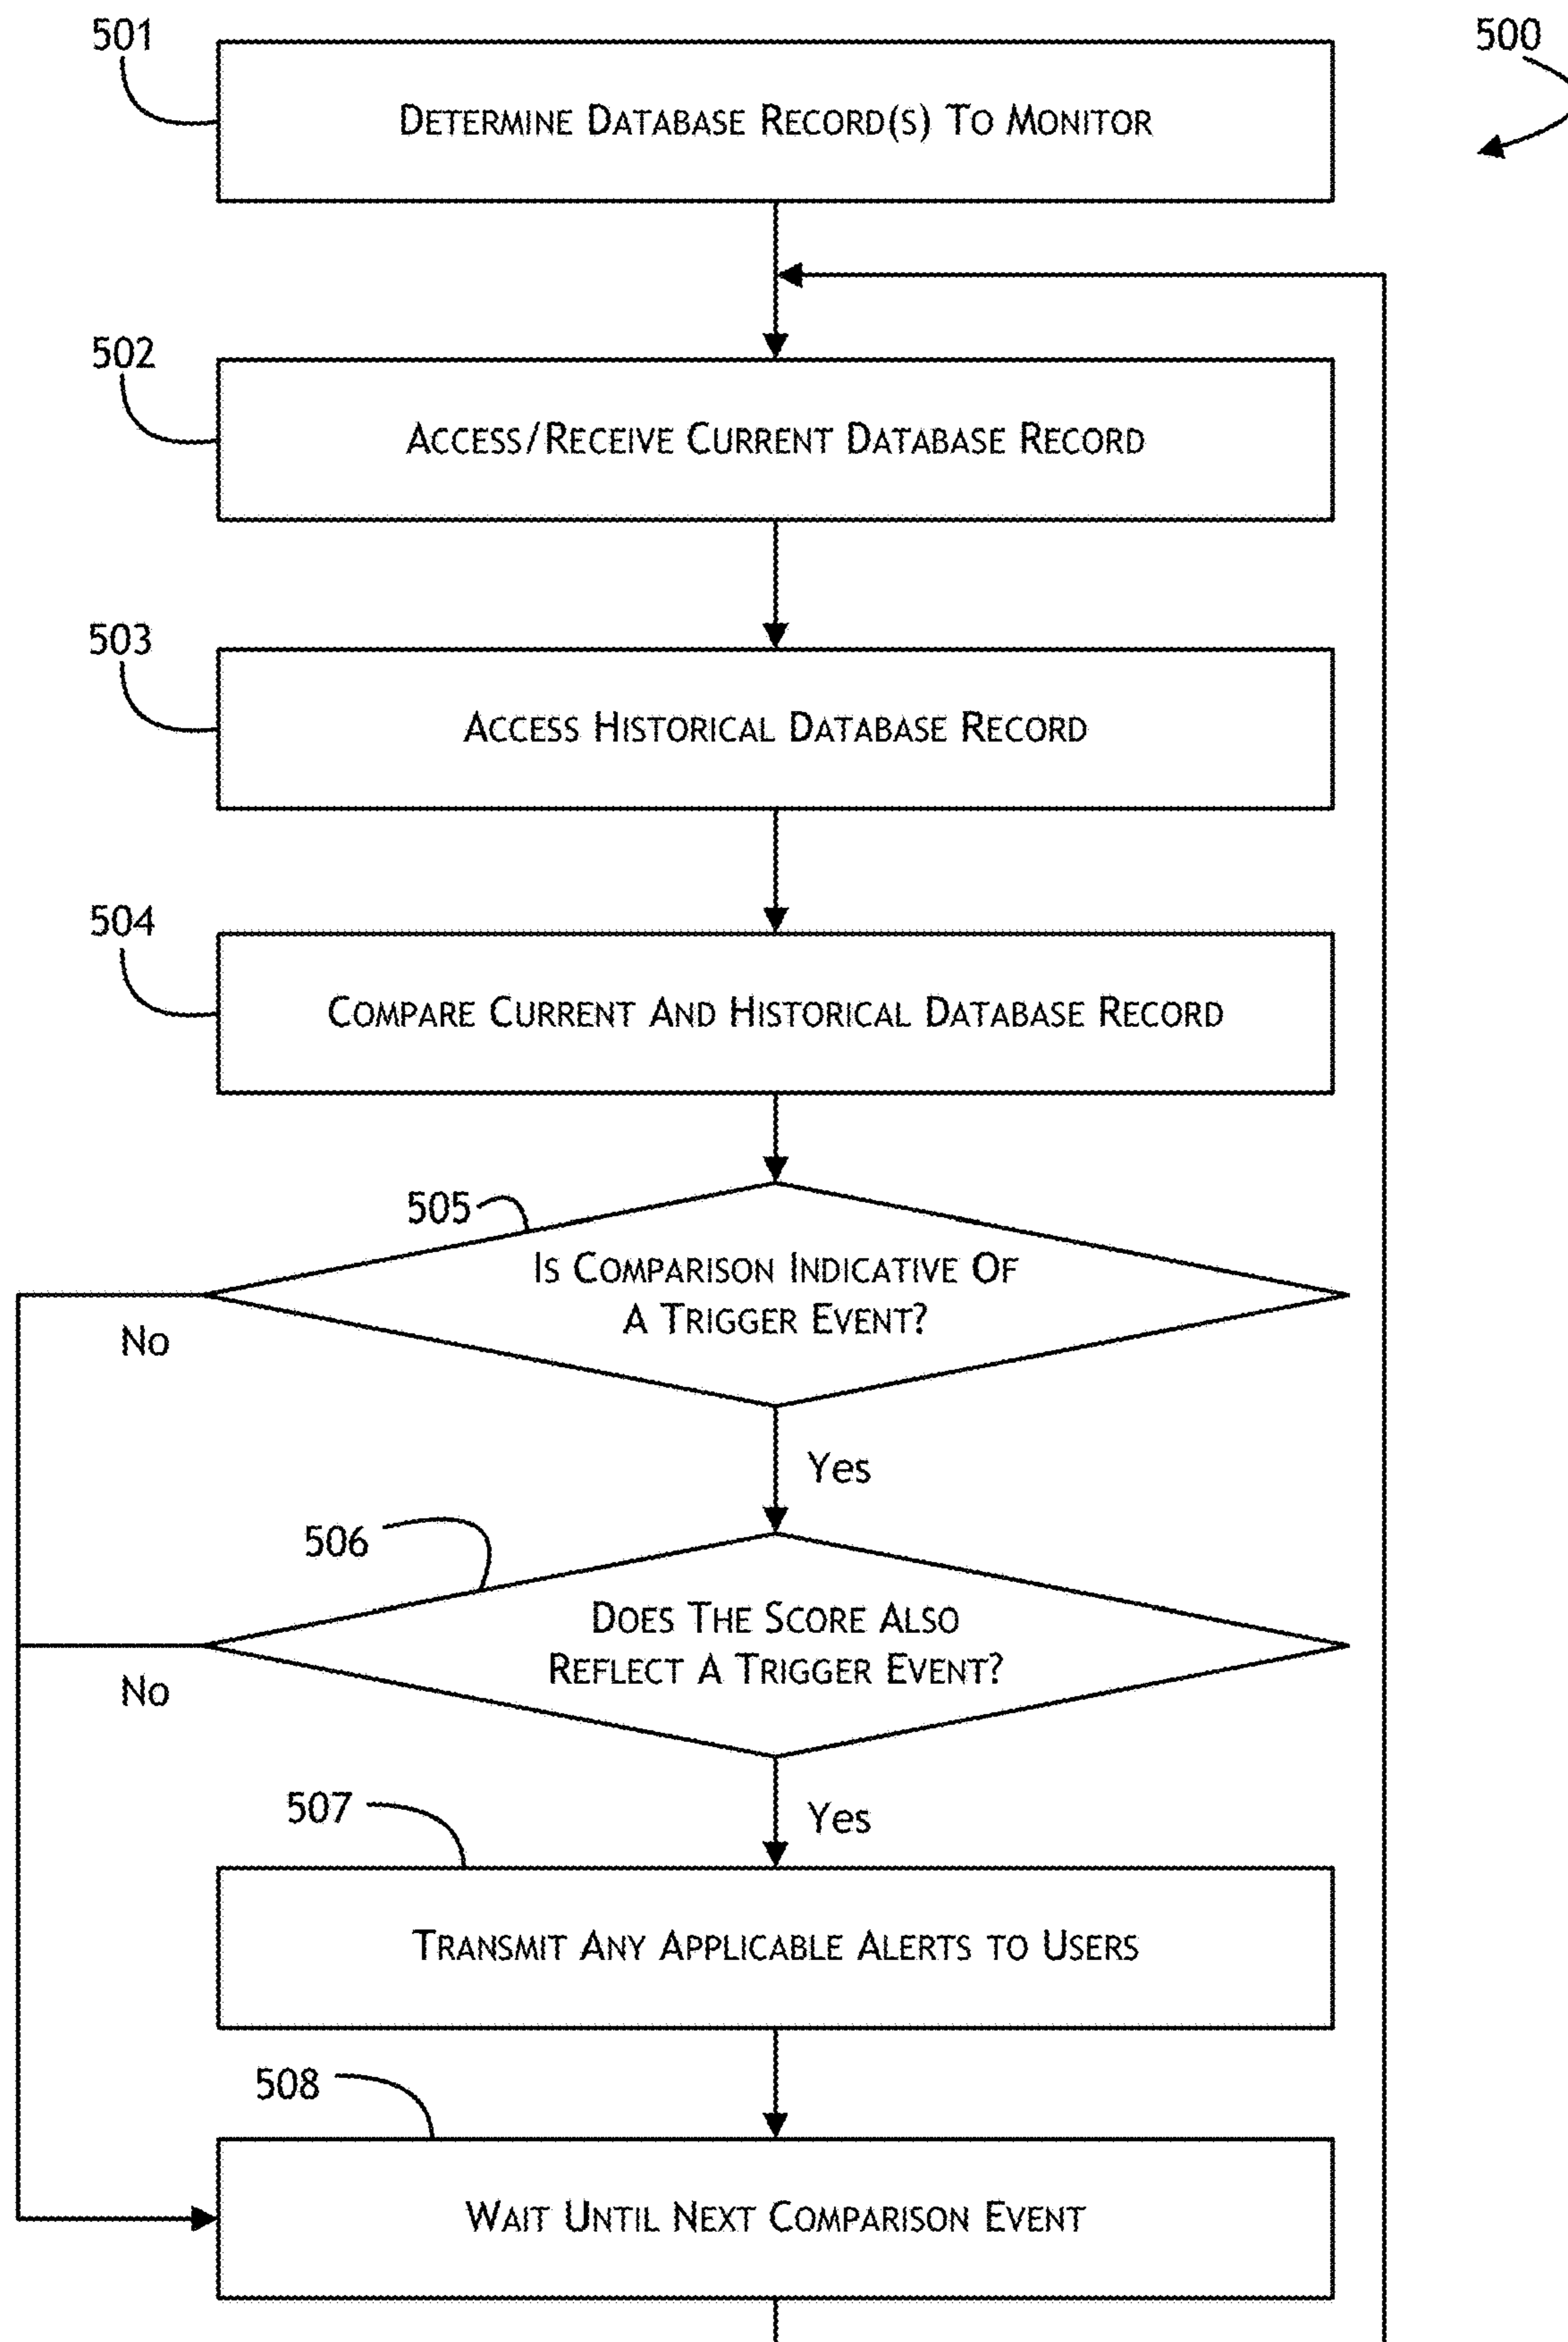 501
500
DETERMINE DATABASE RECORD(S) TO MONITOR
502
ACCESS/RECEIVE CURRENT DATABASE RECORD
503
ACCESS HISTORICAL DATABASE RECORD
504
COMPARE CURRENT AND HISTORICAL DATABASE RECORD
505
IS COMPARISON INDICATIVE OF
A TRIGGER EVENT?
No
Yes
506
DOES THE SCORE ALSO
REFLECT A TRIGGER EVENT?
No
Yes
507
TRANSMIT ANY APPLICABLE ALERTS TO USERS
508
WAIT UNTIL NEXT COMPARISON EVENT